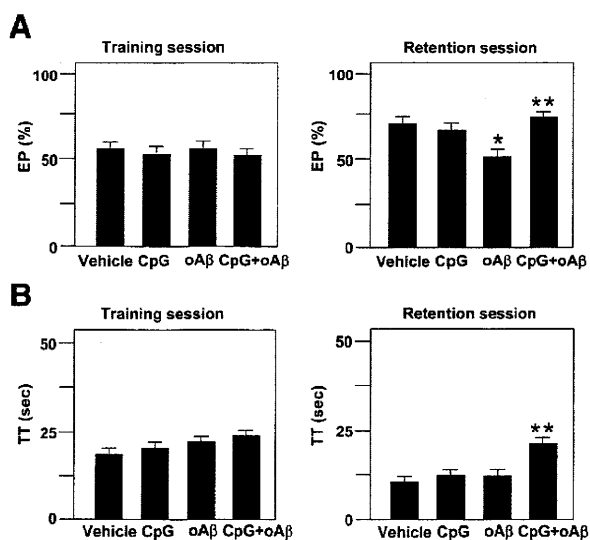 A
Training session
Retention session
100
50
0
EP (%)
Vehicle CpG oAβ CpG+oAβ
100
50
0
EP (%)
*
**
Vehicle CpG oAβ CpG+oAβ
B
Training session
Retention session
50
25
0
TT (sec)
Vehicle CpG oAβ CpG+oAβ
50
25
0
TT (sec)
**
Vehicle CpG oAβ CpG+oAβ